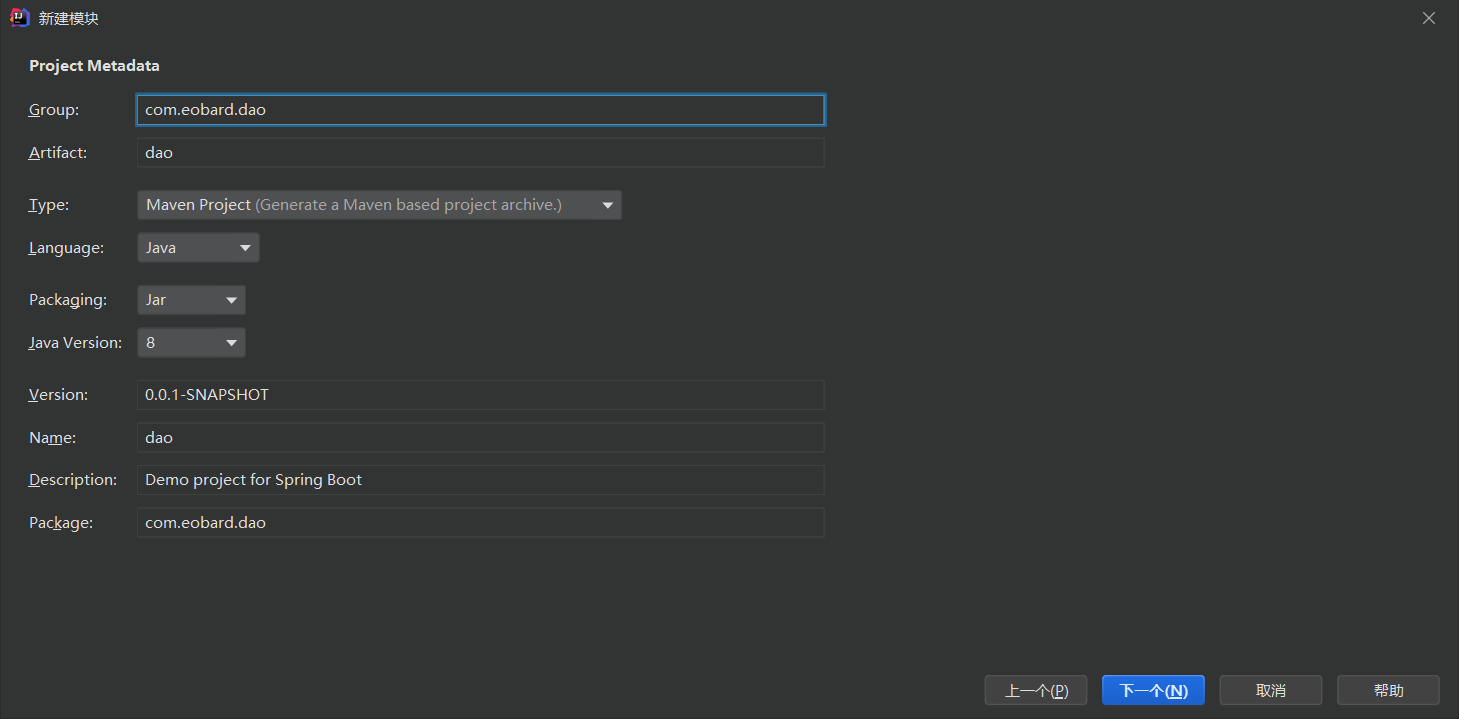 新建模块
Project Metadata
Group: com.eobard.dao
Artifact: dao
Type: Maven Project (Generate a Maven based project archive.)
Language: Java
Packaging: Jar
Java Version: 8
Version: 0.0.1-SNAPSHOT
Name: dao
Description: Demo project for Spring Boot
Package: com.eobard.dao
上一个(P) 下一个(N) 取消 帮助